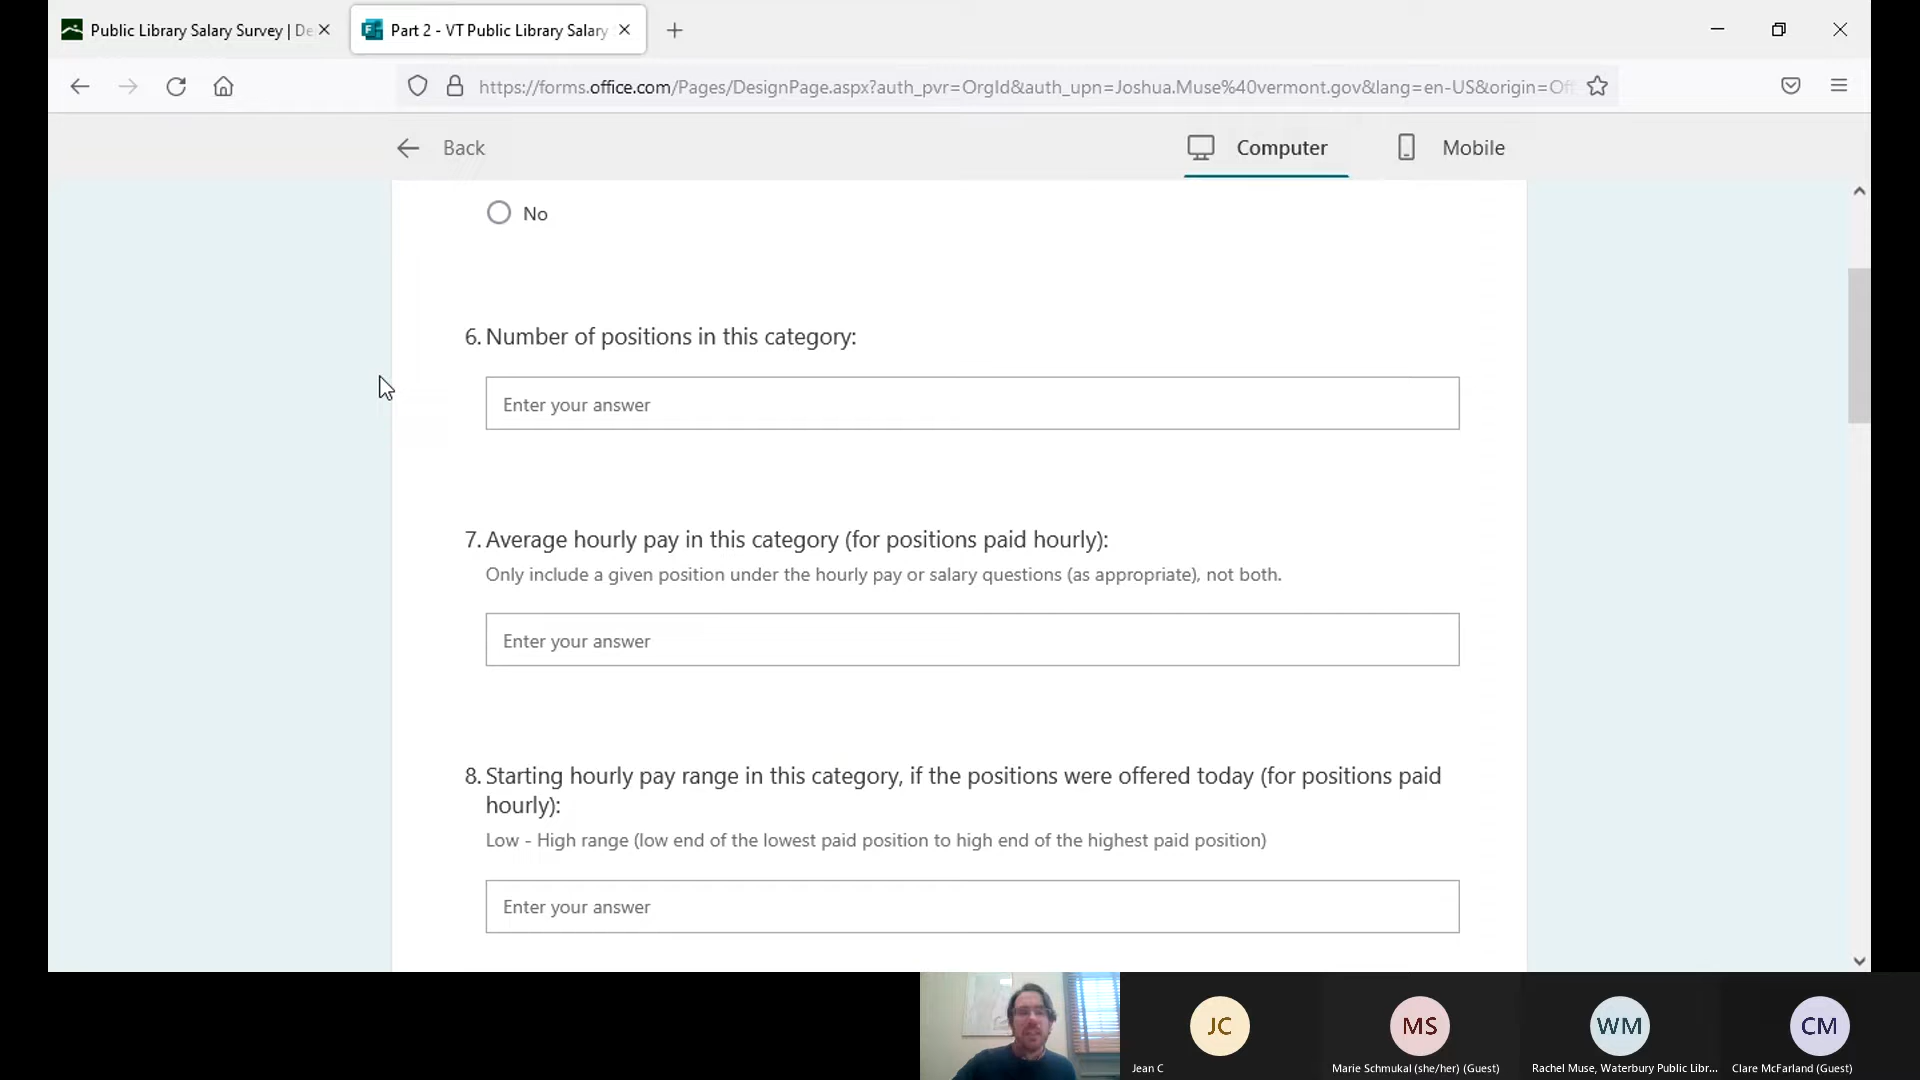 Public Library Salary Survey | De
Part 2 - VT Public Library Salary
https://forms.office.com/Pages/DesignPage.aspx?auth_pvr=OrgId&auth_upn=Joshua.Muse%40vermont.gov&lang=en-US&origin=Off
Back
Computer
Mobile
No
6. Number of positions in this category:
Enter your answer
7. Average hourly pay in this category (for positions paid hourly):
Only include a given position under the hourly pay or salary questions (as appropriate), not both.
Enter your answer
8. Starting hourly pay range in this category, if the positions were offered today (for positions paid
hourly):
Low - High range (low end of the lowest paid position to high end of the highest paid position)
Enter your answer
JC
MS
WM
CM
Jean C
Marie Schmukal (she/her) (Guest)
Rachel Muse, Waterbury Public Libr...
Clare McFarland (Guest)